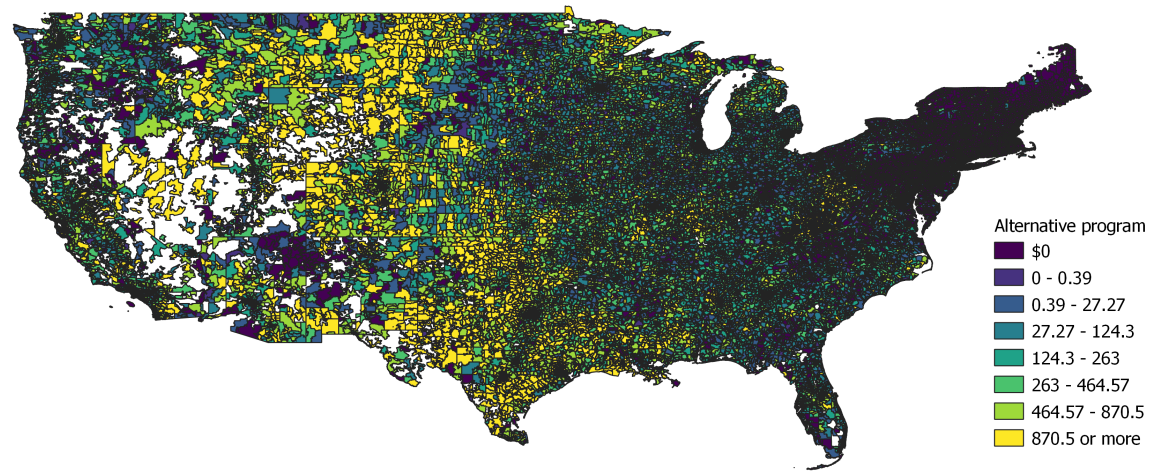 Alternative program
$0
0 - 0.39
0.39 - 27.27
27.27 - 124.3
124.3 - 263
263 - 464.57
464.57 - 870.5
870.5 or more